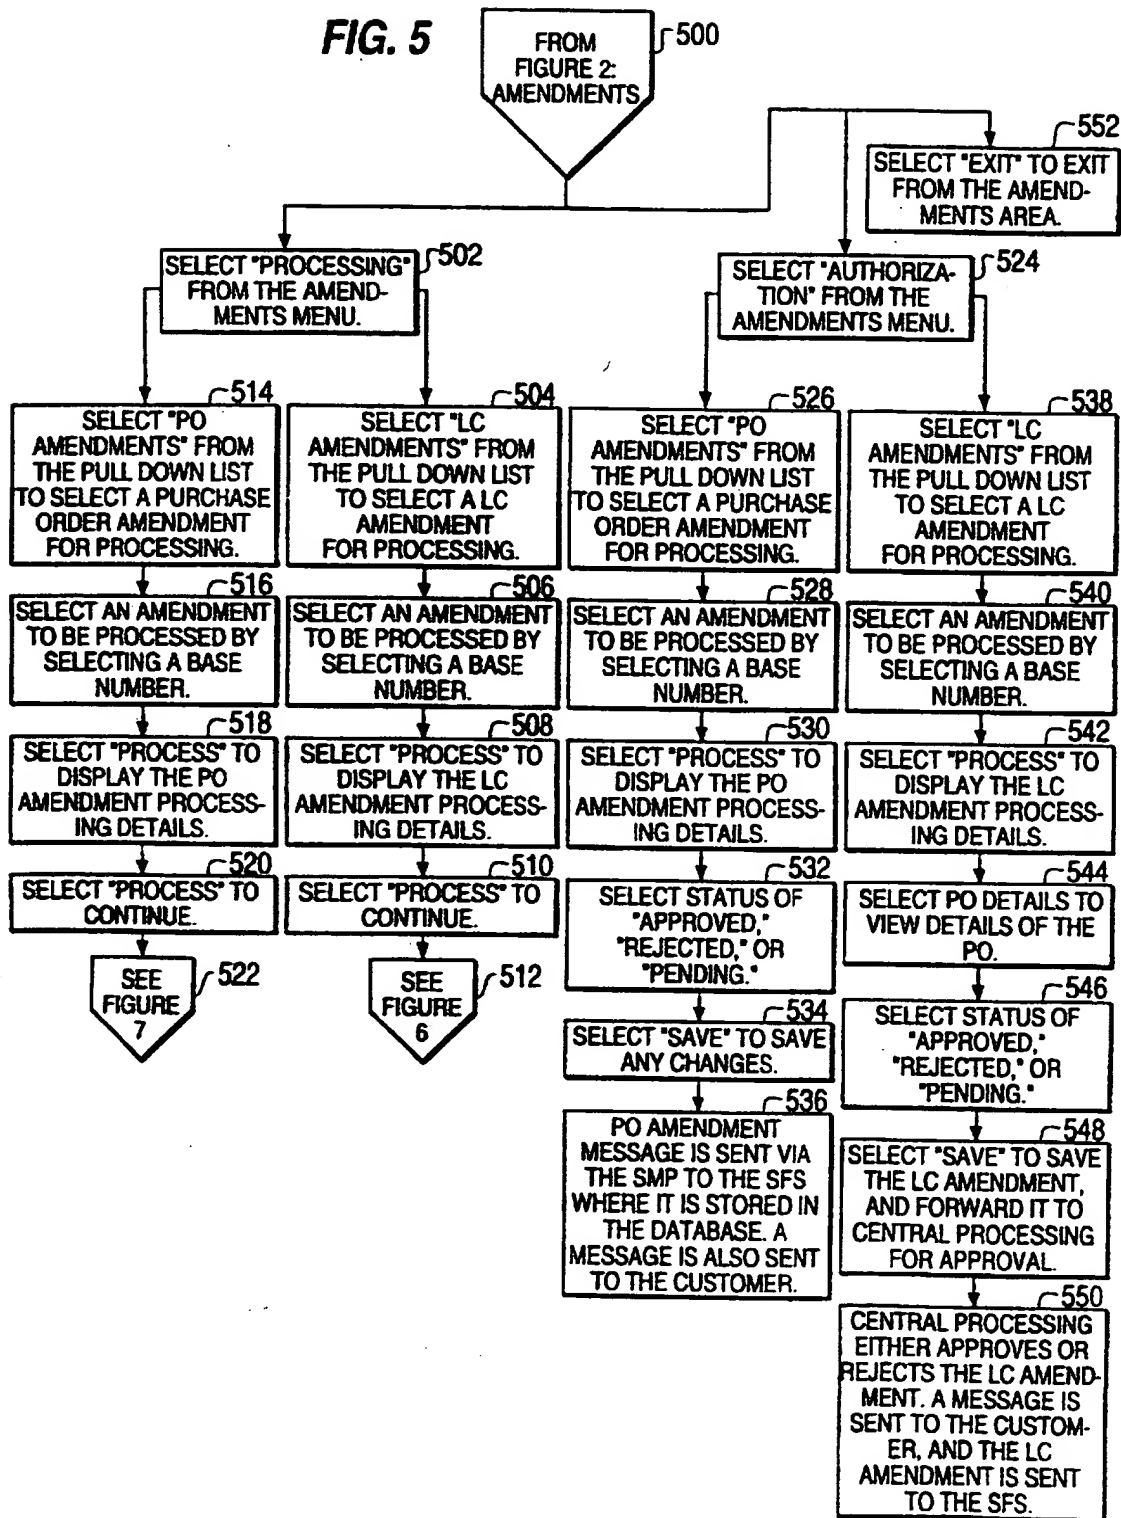 FIG. 5
FROM
FIGURE 2:
AMENDMENTS
500
552
SELECT "EXIT" TO EXIT
FROM THE AMEND-
MENTS AREA.
502
SELECT "PROCESSING"
FROM THE AMEND-
MENTS MENU.
524
SELECT "AUTHORIZA-
TION" FROM THE
AMENDMENTS MENU.
514
SELECT "PO
AMENDMENTS" FROM
THE PULL DOWN LIST
TO SELECT A PURCHASE
ORDER AMENDMENT
FOR PROCESSING.
516
SELECT AN AMENDMENT
TO BE PROCESSED BY
SELECTING A BASE
NUMBER.
518
SELECT "PROCESS" TO
DISPLAY THE PO
AMENDMENT PROCESS-
ING DETAILS.
520
SELECT "PROCESS" TO
CONTINUE.
SEE
FIGURE
7
522
504
SELECT "LC
AMENDMENTS" FROM
THE PULL DOWN LIST
TO SELECT A LC
AMENDMENT
FOR PROCESSING.
506
SELECT AN AMENDMENT
TO BE PROCESSED BY
SELECTING A BASE
NUMBER.
508
SELECT "PROCESS" TO
DISPLAY THE LC
AMENDMENT PROCESS-
ING DETAILS.
510
SELECT "PROCESS" TO
CONTINUE.
SEE
FIGURE
6
512
526
SELECT "PO
AMENDMENTS" FROM
THE PULL DOWN LIST
TO SELECT A PURCHASE
ORDER AMENDMENT
FOR PROCESSING.
528
SELECT AN AMENDMENT
TO BE PROCESSED BY
SELECTING A BASE
NUMBER.
530
SELECT "PROCESS" TO
DISPLAY THE PO
AMENDMENT PROCESS-
ING DETAILS.
532
SELECT STATUS OF
"APPROVED,"
"REJECTED," OR
"PENDING."
534
SELECT "SAVE" TO SAVE
ANY CHANGES.
536
PO AMENDMENT
MESSAGE IS SENT VIA
THE SMP TO THE SFS
WHERE IT IS STORED IN
THE DATABASE. A
MESSAGE IS ALSO SENT
TO THE CUSTOMER.
538
SELECT "LC
AMENDMENTS" FROM
THE PULL DOWN LIST
TO SELECT A LC
AMENDMENT
FOR PROCESSING.
540
SELECT AN AMENDMENT
TO BE PROCESSED BY
SELECTING A BASE
NUMBER.
542
SELECT "PROCESS" TO
DISPLAY THE LC
AMENDMENT PROCESS-
ING DETAILS.
544
SELECT PO DETAILS TO
VIEW DETAILS OF THE
PO.
546
SELECT STATUS OF
"APPROVED,"
"REJECTED," OR
"PENDING."
548
SELECT "SAVE" TO SAVE
THE LC AMENDMENT,
AND FORWARD IT TO
CENTRAL PROCESSING
FOR APPROVAL.
550
CENTRAL PROCESSING
EITHER APPROVES OR
REJECTS THE LC AMEND-
MENT. A MESSAGE IS
SENT TO THE CUSTOM-
ER, AND THE LC
AMENDMENT IS SENT
TO THE SFS.